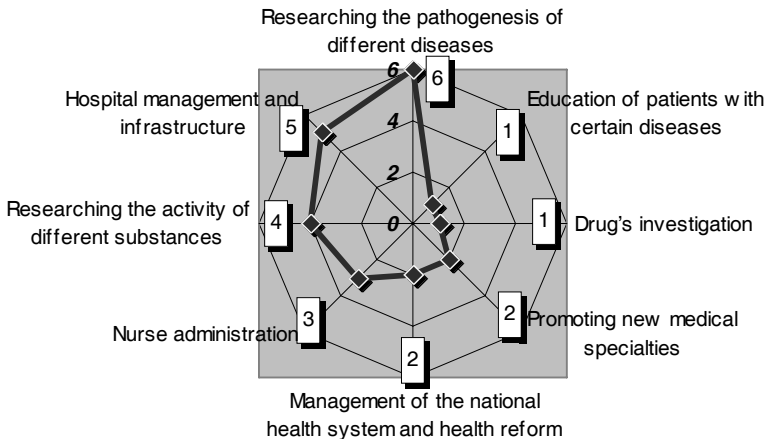 Researching the pathogenesis of
different diseases
6
6
Hospital management and
infrastructure
5
Education of patients with
certain diseases
1
4
2
Researching the activity of
different substances
4
0
1
Drug's investigation
Nurse administration
3
2
Promoting new medical
specialties
2
Management of the national
health system and health reform